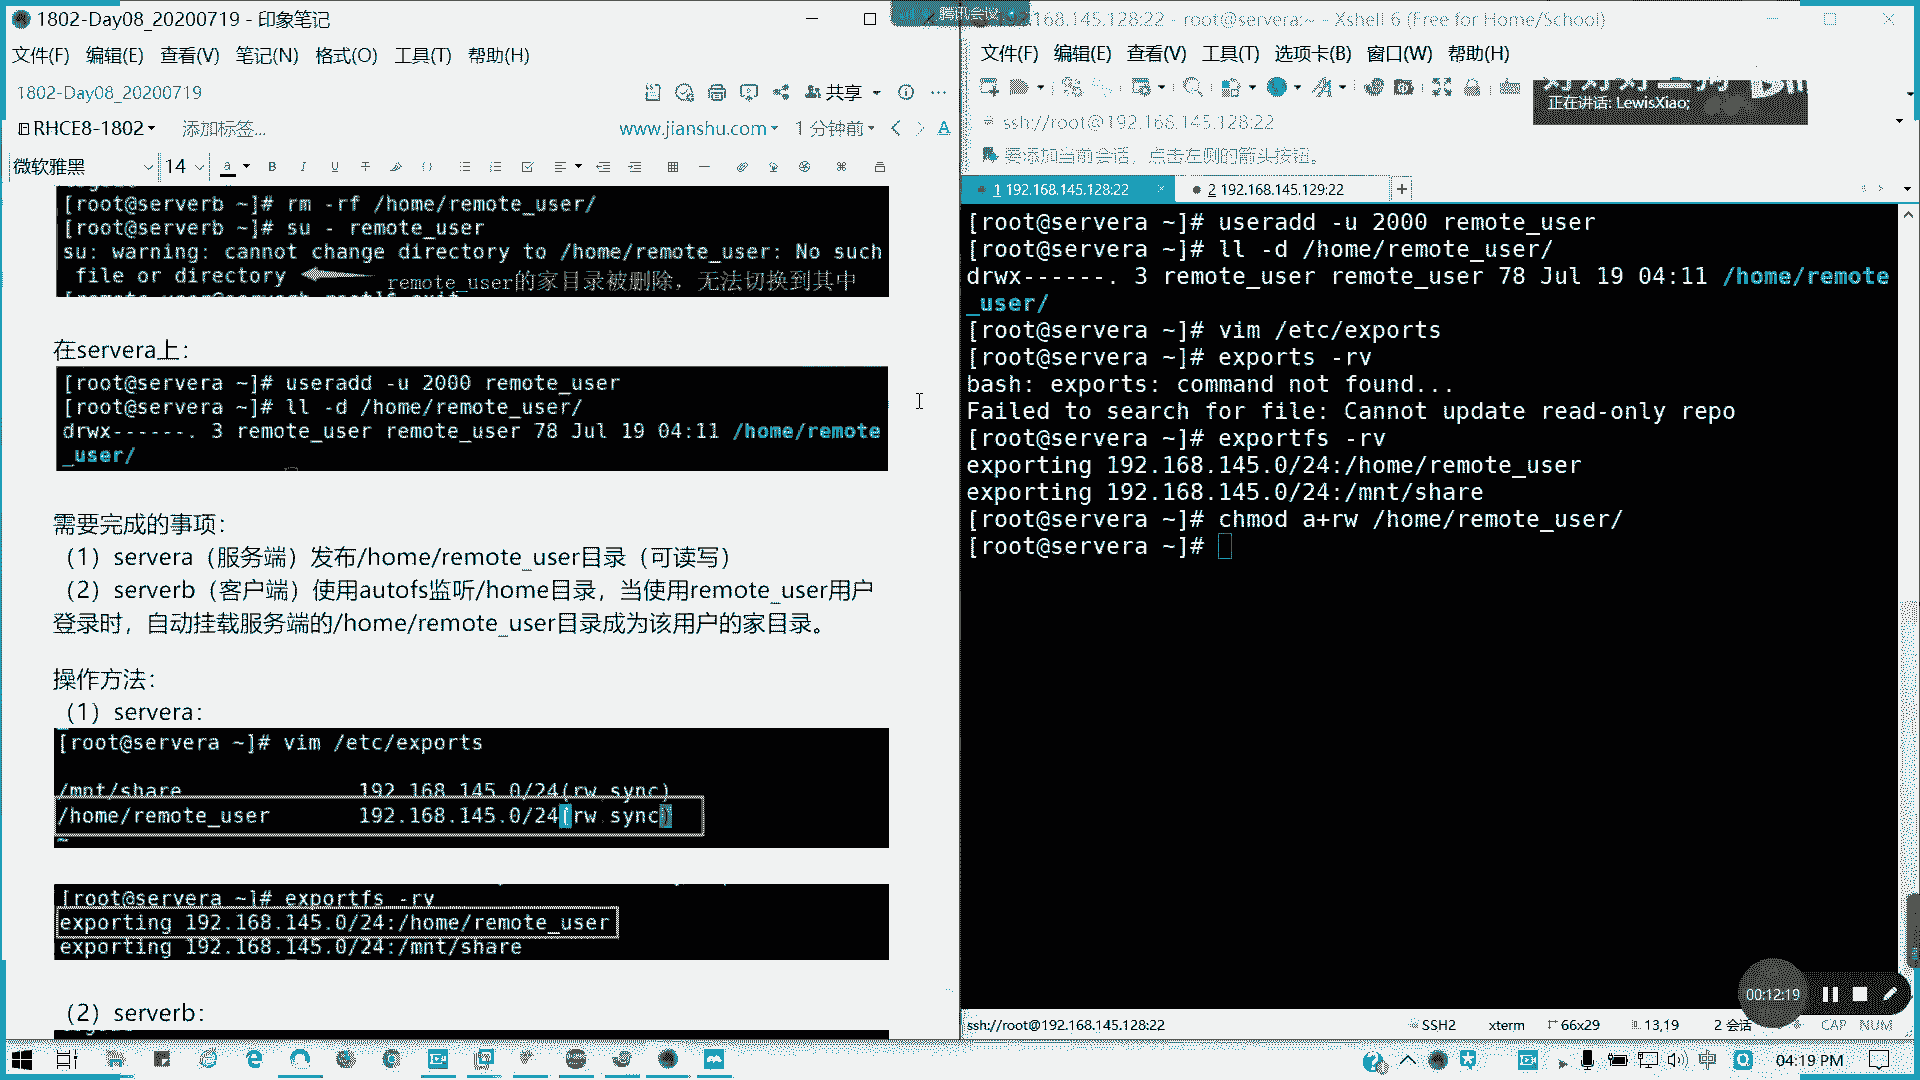 1802-Day08_20200719 - 印象笔记
文件(F) 编辑(E) 查看(V) 笔记(N) 格式(O) 工具(T) 帮助(H)
1802-Day08_20200719
共享
RHCE8-1802 添加标签...
www.jianshu.com 1 分钟前
微软雅黑 14
[root@serverb ~]# rm -rf /home/remote_user/
[root@serverb ~]# su - remote_user
su: warning: cannot change directory to /home/remote_user: No such
file or directory
remote_user的家目录被删除，无法切换到其中
在servera上：
[root@servera ~]# useradd -u 2000 remote_user
[root@servera ~]# ll -d /home/remote_user/
drwx------. 3 remote_user remote_user 78 Jul 19 04:11 /home/remote
_user/
需要完成的事项：
（1）servera（服务端）发布/home/remote_user目录（可读写）
（2）serverb（客户端）使用autofs监听/home目录，当使用remote_user用户
登录时，自动挂载服务端的/home/remote_user目录成为该用户的家目录。
操作方法：
（1）servera：
[root@servera ~]# vim /etc/exports
/mnt/share 192.168.145.0/24(rw,sync)
/home/remote_user 192.168.145.0/24(rw,sync)
[root@servera ~]# exportfs -rv
exporting 192.168.145.0/24:/home/remote_user
exporting 192.168.145.0/24:/mnt/share
（2）serverb：
腾讯会议
168.145.128:22 - root@servera:~ - Xshell 6 (Free for Home/School)
文件(F) 编辑(E) 查看(V) 工具(T) 选项卡(B) 窗口(W) 帮助(H)
正在讲话: LewisXiao;
ssh://root@192.168.145.128:22
要添加当前会话，点击左侧的箭头按钮。
1 192.168.145.128:22
2 192.168.145.129:22
[root@servera ~]# useradd -u 2000 remote_user
[root@servera ~]# ll -d /home/remote_user/
drwx------. 3 remote_user remote_user 78 Jul 19 04:11 /home/remote
_user/
[root@servera ~]# vim /etc/exports
[root@servera ~]# exports -rv
bash: exports: command not found...
Failed to search for file: Cannot update read-only repo
[root@servera ~]# exportfs -rv
exporting 192.168.145.0/24:/home/remote_user
exporting 192.168.145.0/24:/mnt/share
[root@servera ~]# chmod a+rw /home/remote_user/
[root@servera ~]#
00:12:19
ssh://root@192.168.145.128:22 SSH2 xterm 66x29 13,19 2 会话 CAP NUM
中 04:19 PM